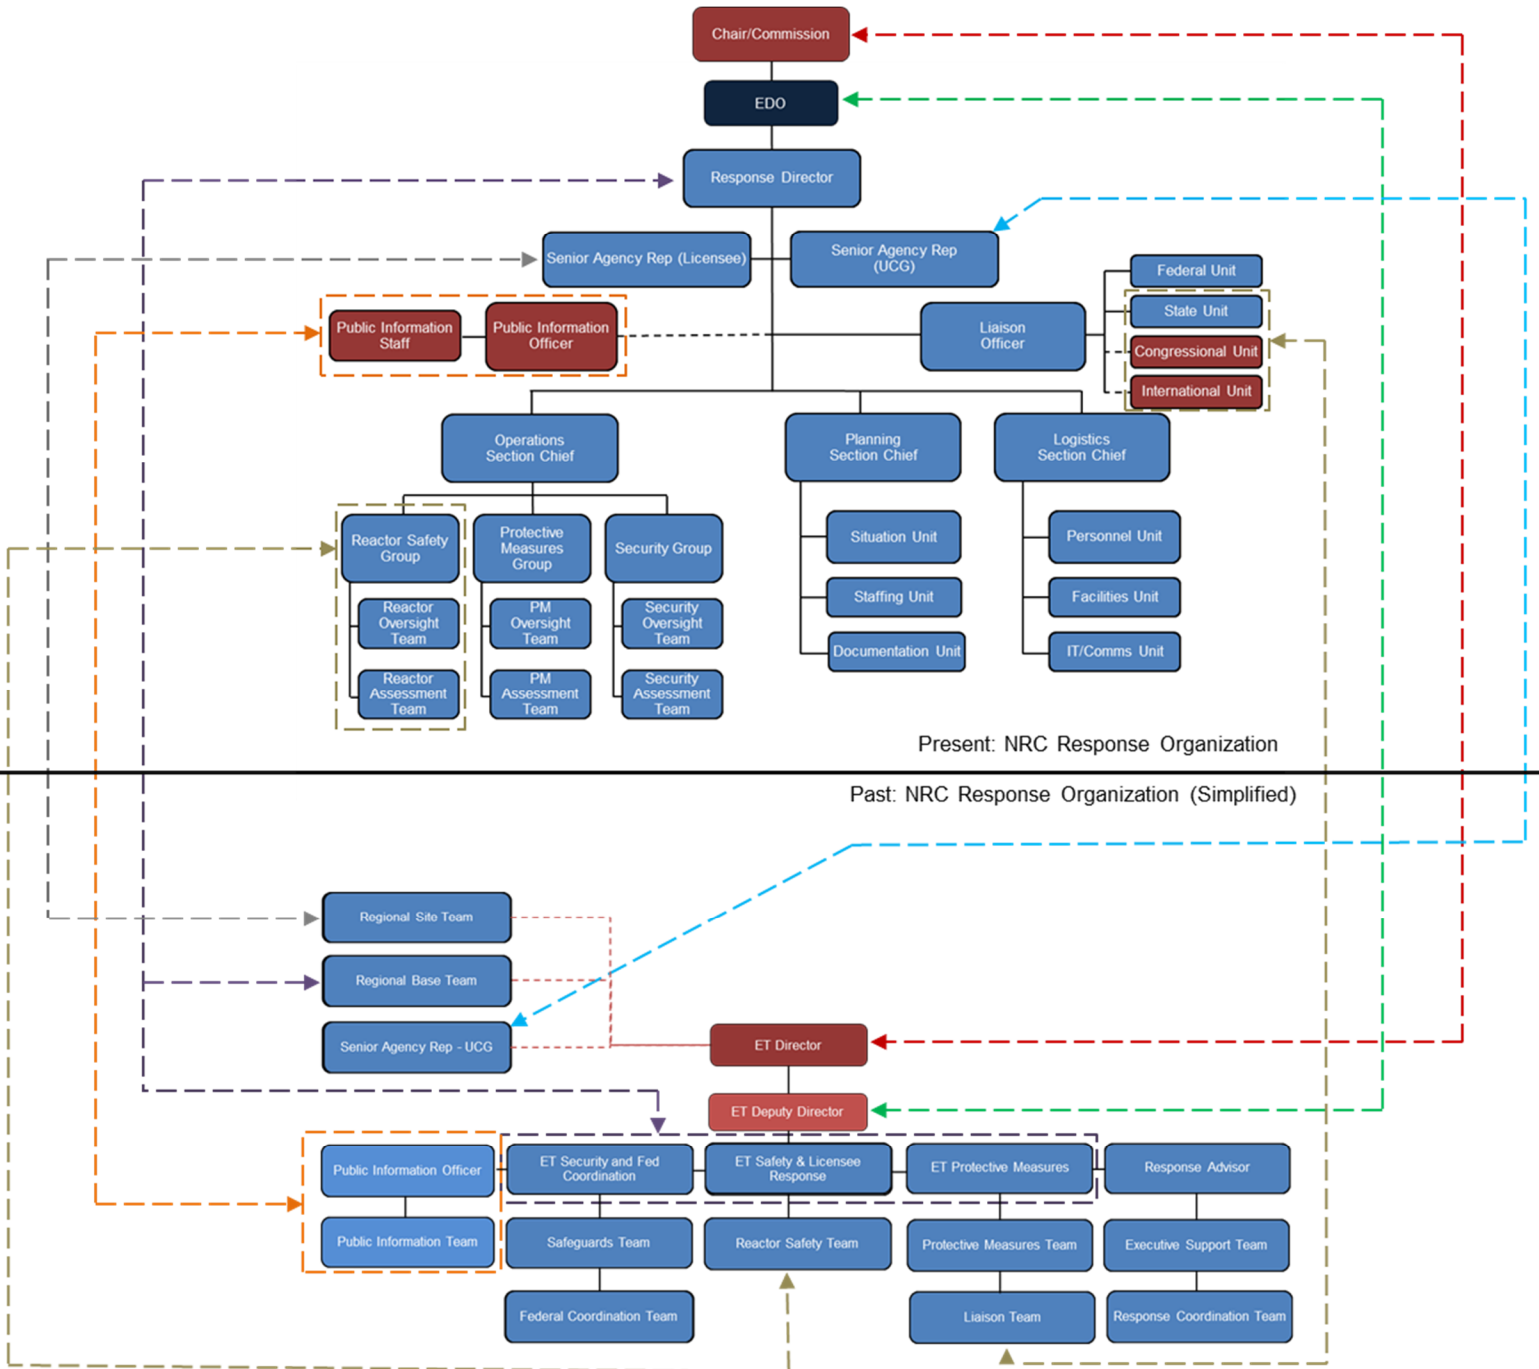 Chair/Commission
EDO
Response Director
Senior Agency Rep (Licensee)
Senior Agency Rep
(UCG)
Federal Unit
State Unit
Congressional Unit
International Unit
Public Information
Staff
Public Information
Officer
Liaison
Officer
Operations
Section Chief
Planning
Section Chief
Logistics
Section Chief
Reactor Safety
Group
Protective
Measures
Group
Security Group
Situation Unit
Personnel Unit
Reactor
Oversight
Team
PM
Oversight
Team
Security
Oversight
Team
Staffing Unit
Facilities Unit
Reactor
Assessment
Team
PM
Assessment
Team
Security
Assessment
Team
Documentation Unit
IT/Comms Unit
Present: NRC Response Organization
Past: NRC Response Organization (Simplified)
Regional Site Team
Regional Base Team
Senior Agency Rep - UCG
ET Director
ET Deputy Director
Public Information Officer
ET Security and Fed
Coordination
ET Safety & Licensee
Response
ET Protective Measures
Response Advisor
Public Information Team
Safeguards Team
Reactor Safety Team
Protective Measures Team
Executive Support Team
Federal Coordination Team
Liaison Team
Response Coordination Team